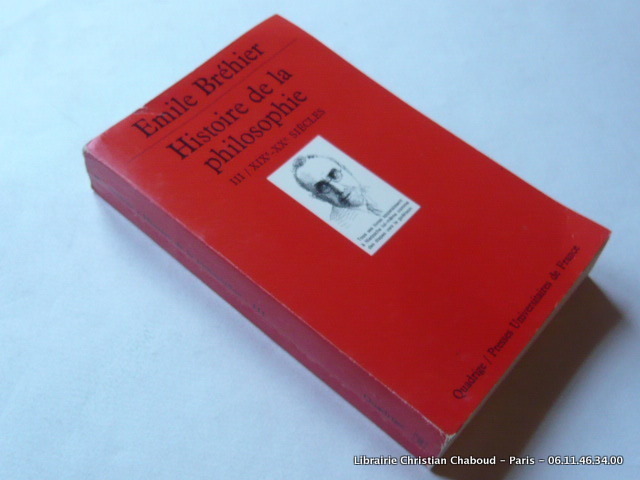 Emile Bréhier
Histoire de la
philosophie
III / XIXᵉ-XXᵉ SIÈCLES
Quadrige / Presses Universitaires de France
Librairie Christian Chaboud - Paris - 06.11.46.34.00